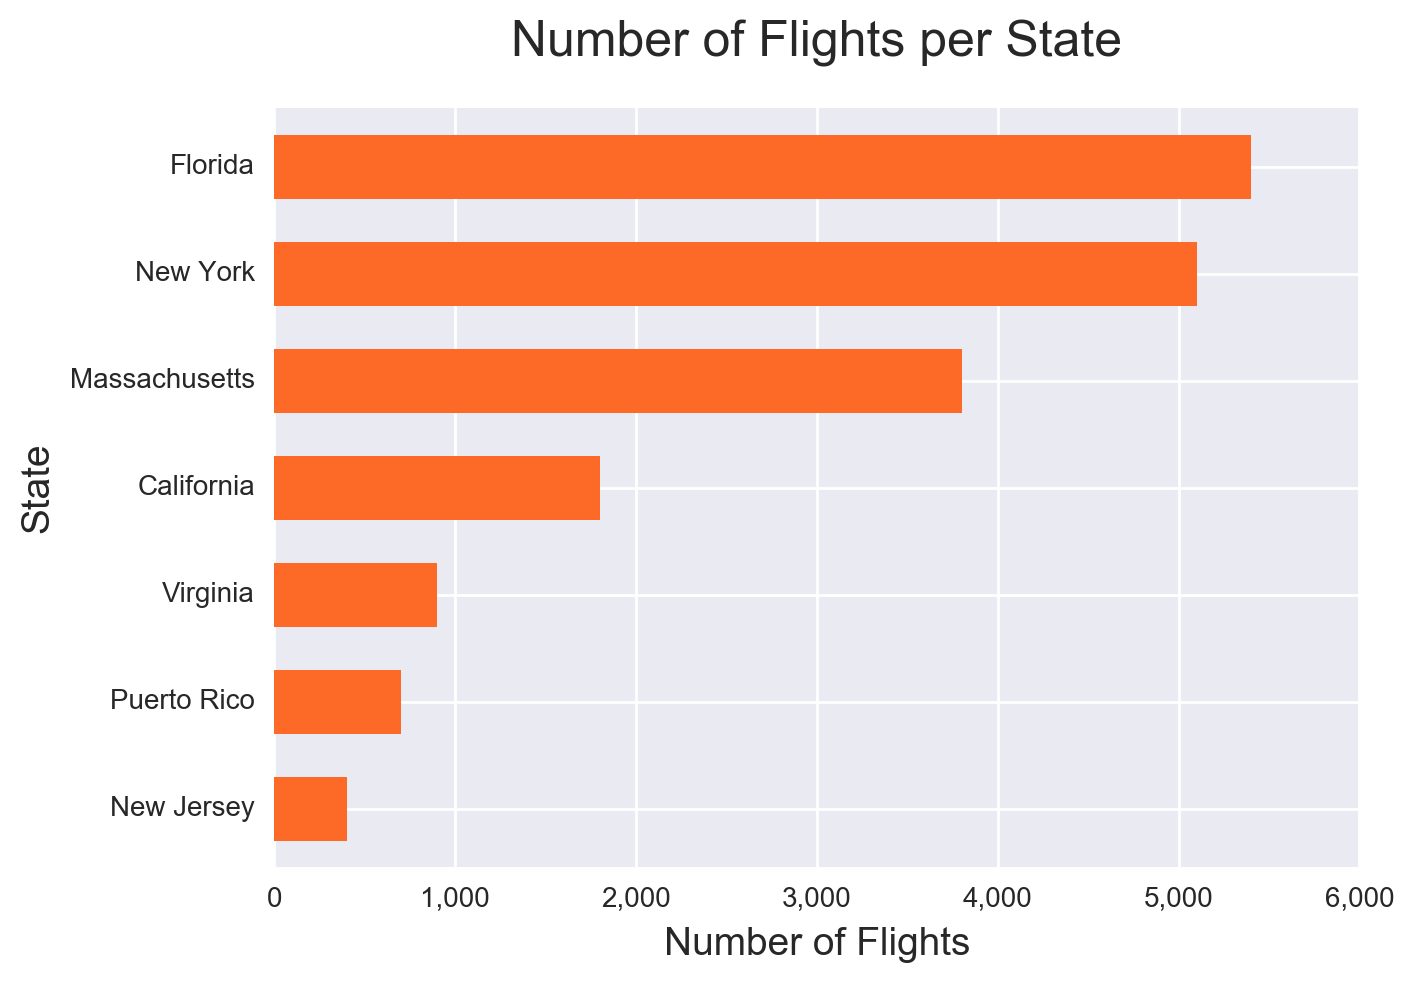 Number of Flights per State
State
Florida
New York
Massachusetts
California
Virginia
Puerto Rico
New Jersey
0 1,000 2,000 3,000 4,000 5,000 6,000
Number of Flights